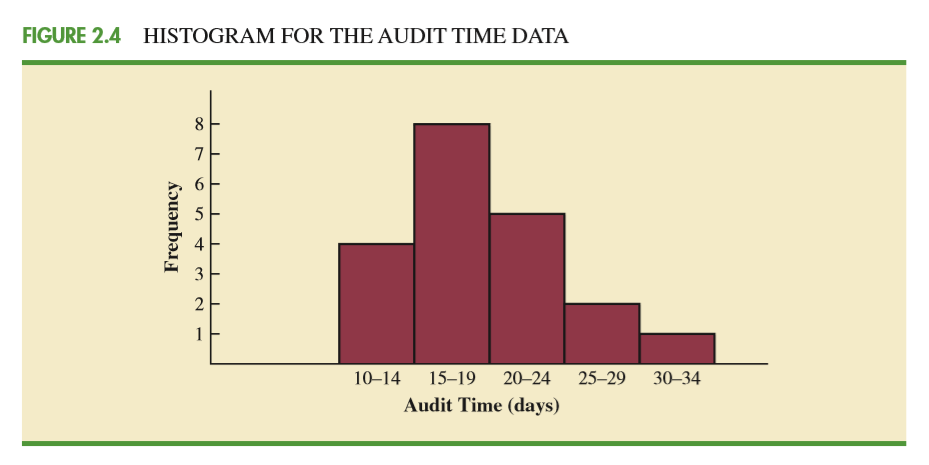 FIGURE 2.4 HISTOGRAM FOR THE AUDIT TIME DATA
Frequency
8
7
6
5
4
3
2
1
10–14 15–19 20–24 25–29 30–34
Audit Time (days)